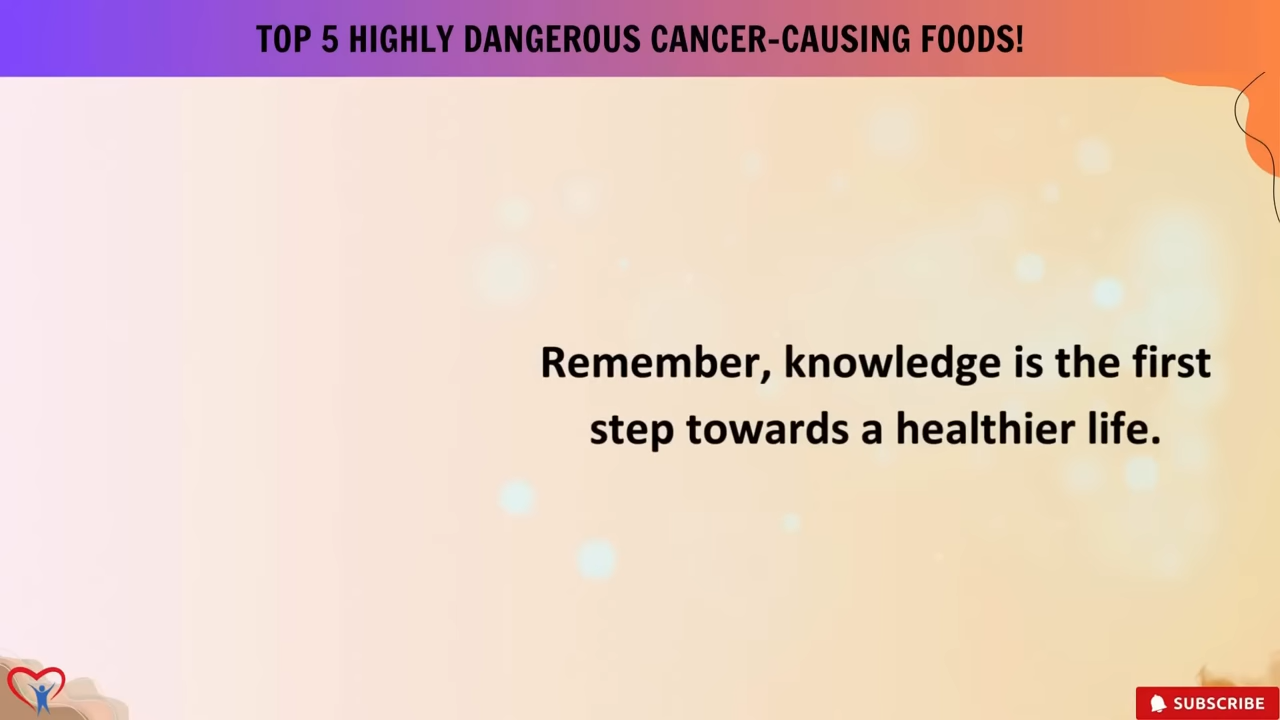 TOP 5 HIGHLY DANGEROUS CANCER-CAUSING FOODS!
Remember, knowledge is the first
step towards a healthier life.
SUBSCRIBE